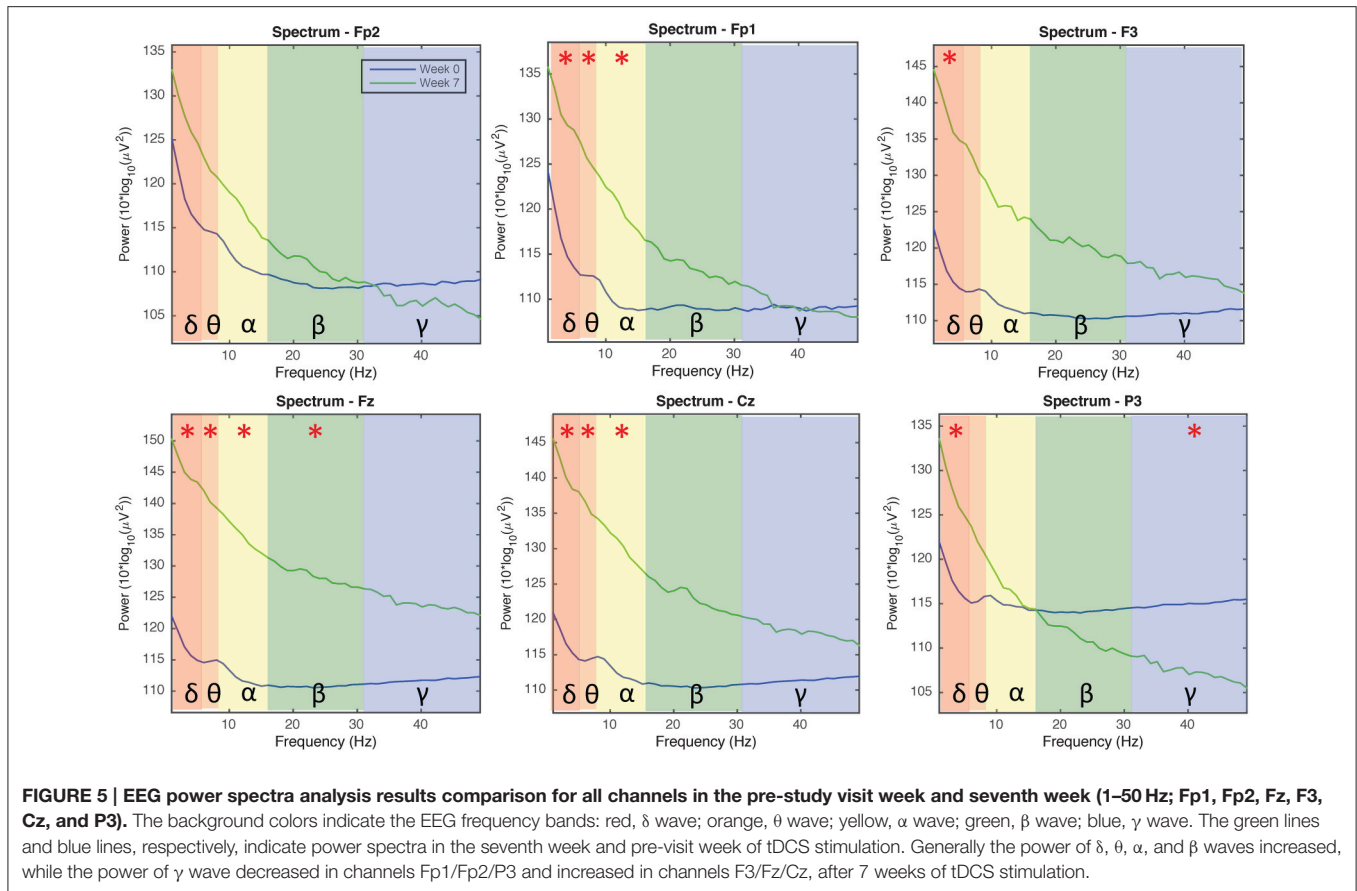 Spectrum - Fp2
Power (10*log10(μV2))
135
130
125
120
115
110
105
Week 0
Week 7
δ θ α β γ
10 20 30 40
Frequency (Hz)
Spectrum - Fp1
Power (10*log10(μV2))
135
130
125
120
115
110
* * *
δ θ α β γ
10 20 30 40
Frequency (Hz)
Spectrum - F3
Power (10*log10(μV2))
145
140
135
130
125
120
115
110
*
δ θ α β γ
10 20 30 40
Frequency (Hz)
Spectrum - Fz
Power (10*log10(μV2))
150
140
135
130
125
120
115
110
* * * *
δ θ α β γ
10 20 30 40
Frequency (Hz)
Spectrum - Cz
Power (10*log10(μV2))
145
140
135
130
125
120
115
110
* * *
δ θ α β γ
10 20 30 40
Frequency (Hz)
Spectrum - P3
Power (10*log10(μV2))
135
130
125
120
115
110
105
* *
δ θ α β γ
10 20 30 40
Frequency (Hz)
FIGURE 5 | EEG power spectra analysis results comparison for all channels in the pre-study visit week and seventh week (1–50 Hz; Fp1, Fp2, Fz, F3,
Cz, and P3). The background colors indicate the EEG frequency bands: red, δ wave; orange, θ wave; yellow, α wave; green, β wave; blue, γ wave. The green lines
and blue lines, respectively, indicate power spectra in the seventh week and pre-visit week of tDCS stimulation. Generally the power of δ, θ, α, and β waves increased,
while the power of γ wave decreased in channels Fp1/Fp2/P3 and increased in channels F3/Fz/Cz, after 7 weeks of tDCS stimulation.